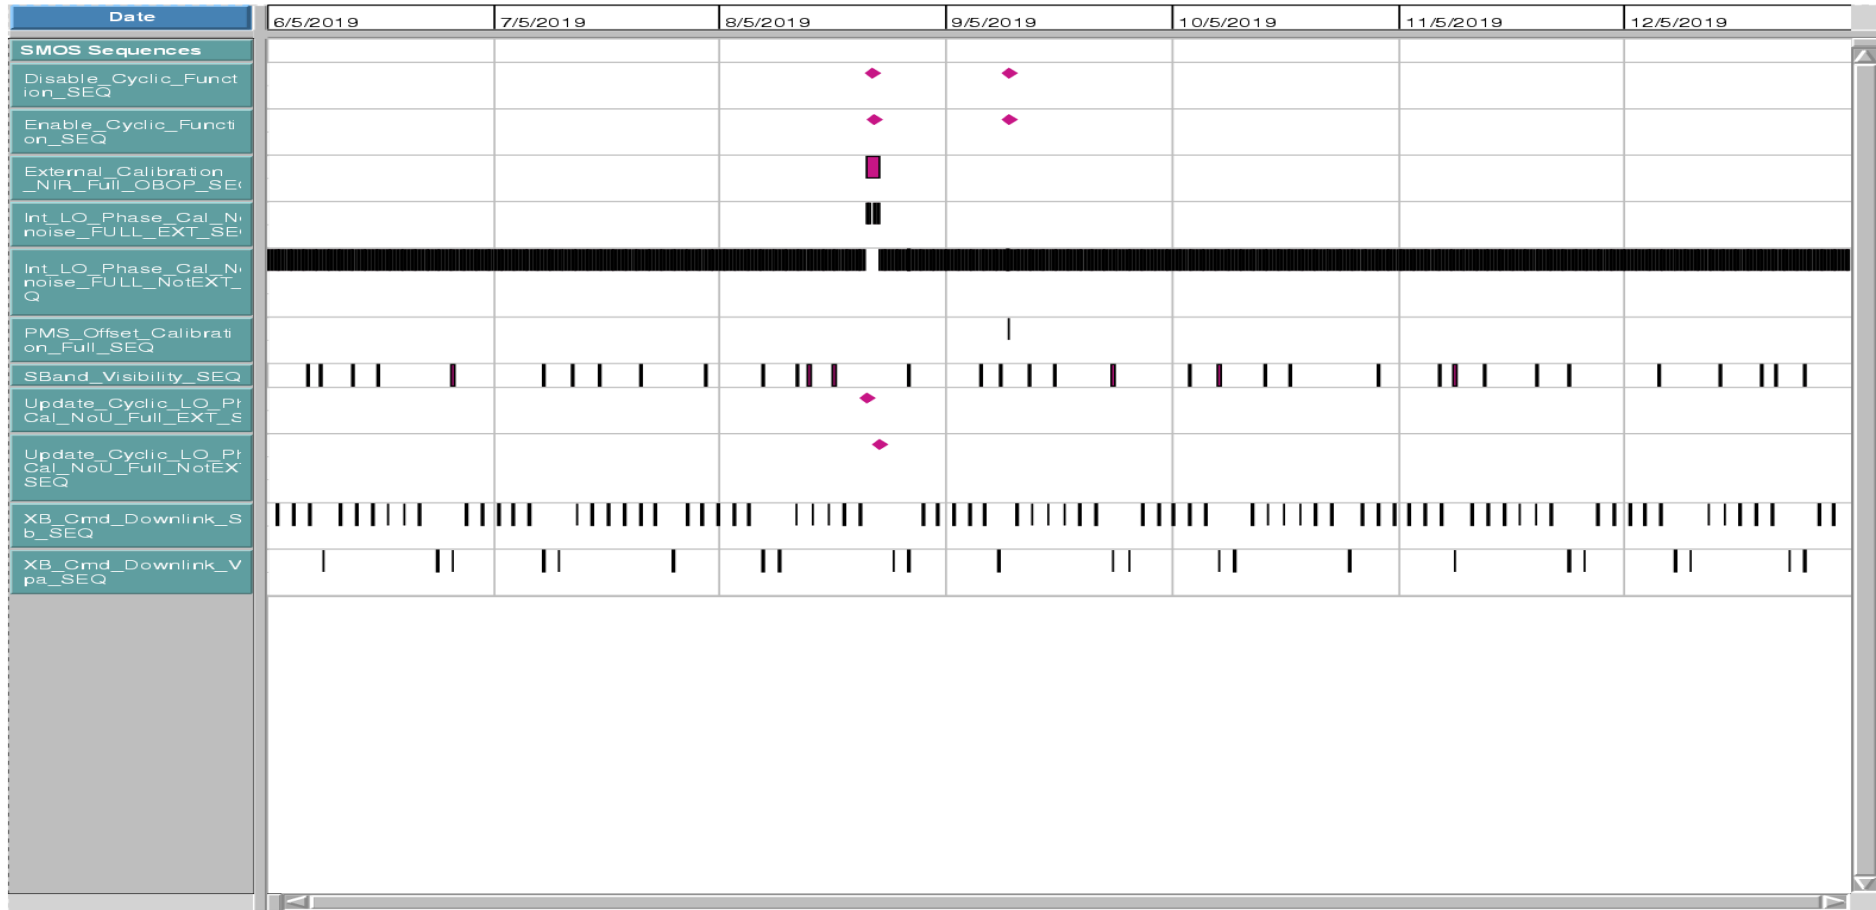 Date
6/5/2019 7/5/2019 8/5/2019 9/5/2019 10/5/2019 11/5/2019 12/5/2019
SMOS Sequences
Disable_Cyclic_Funct
ion_SEQ
Enable_Cyclic_Functi
on_SEQ
External_Calibration
_NIR_Full_OBOP_SE
Int_LO_Phase_Cal_N
noise_FULL_EXT_SE
Int_LO_Phase_Cal_N
noise_FULL_NotEXT_
Q
PMS_Offset_Calibrati
on_Full_SEQ
SBand_Visibility_SEQ
Update_Cyclic_LO_P
Cal_NoU_Full_EXT_S
Update_Cyclic_LO_P
Cal_NoU_Full_NotEX
SEQ
XB_Cmd_Downlink_S
b_SEQ
XB_Cmd_Downlink_V
pa_SEQ